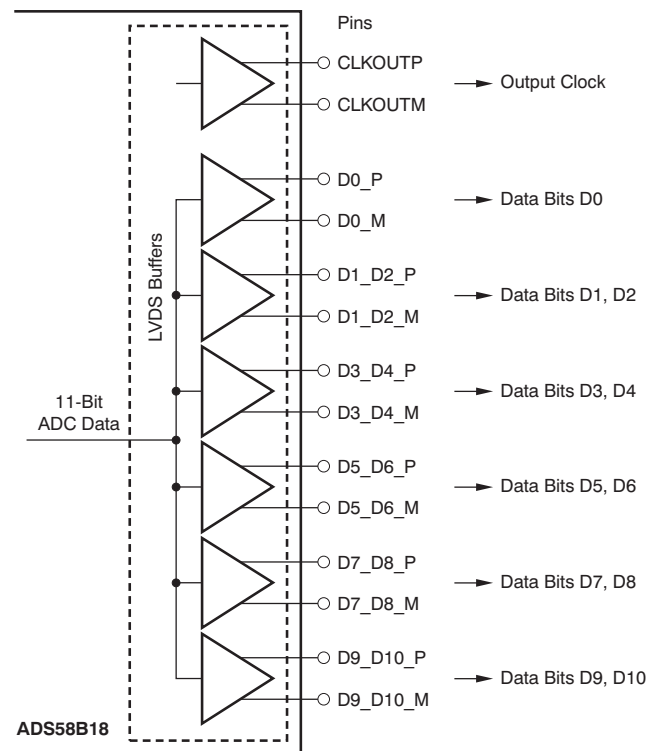 Pins
CLKOUTP
CLKOUTM
Output Clock
D0_P
D0_M
Data Bits D0
LVDS Buffers
D1_D2_P
D1_D2_M
Data Bits D1, D2
D3_D4_P
D3_D4_M
Data Bits D3, D4
11-Bit
ADC Data
D5_D6_P
D5_D6_M
Data Bits D5, D6
D7_D8_P
D7_D8_M
Data Bits D7, D8
D9_D10_P
D9_D10_M
Data Bits D9, D10
ADS58B18